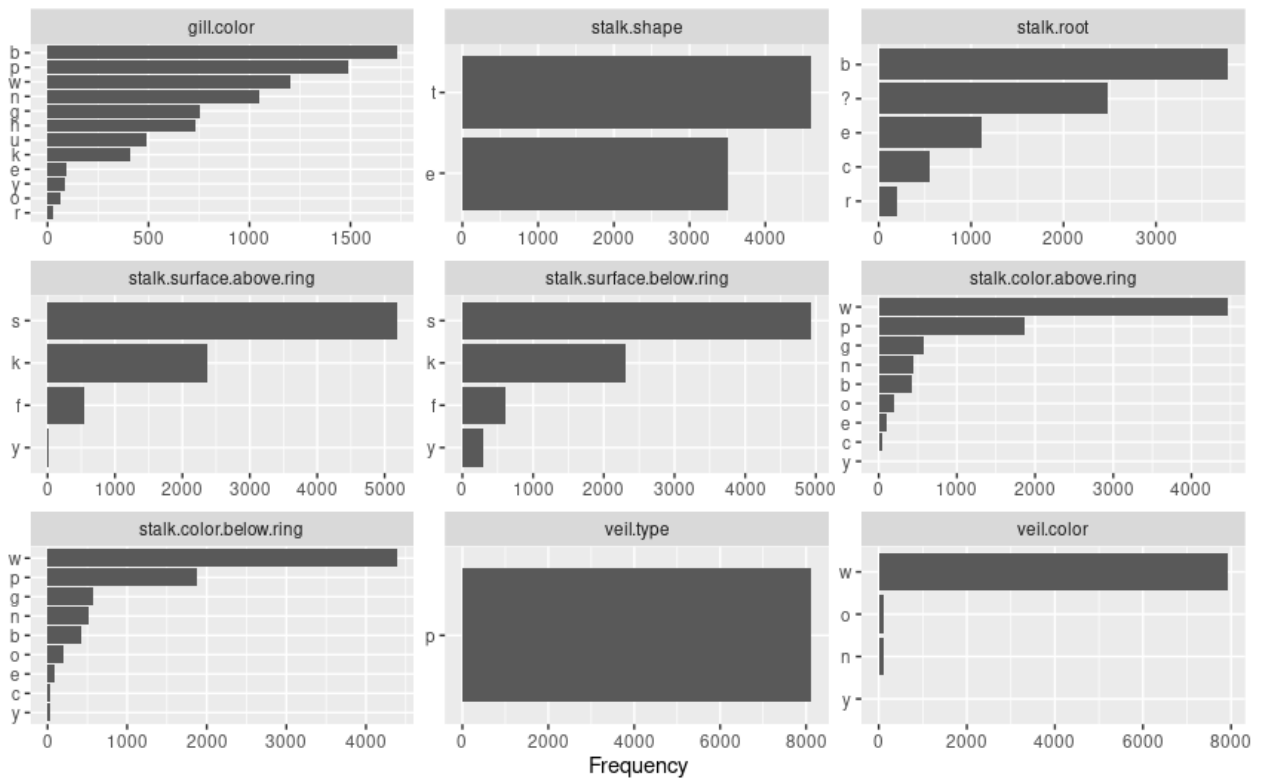 gill.color
stalk.shape
stalk.root
b
p
w
n
g
h
u
k
e
y
o
r
0 500 1000 1500
t
e
0 1000 2000 3000 4000
b
?
e
c
r
0 1000 2000 3000
stalk.surface.above.ring
stalk.surface.below.ring
stalk.color.above.ring
s
k
f
y
0 1000 2000 3000 4000 5000
s
k
f
y
0 1000 2000 3000 4000 5000
w
p
g
n
b
o
e
c
y
0 1000 2000 3000 4000
stalk.color.below.ring
veil.type
veil.color
w
p
g
n
b
o
e
c
y
0 1000 2000 3000 4000
p
0 2000 4000 6000 8000
w
o
n
y
0 2000 4000 6000 8000
Frequency